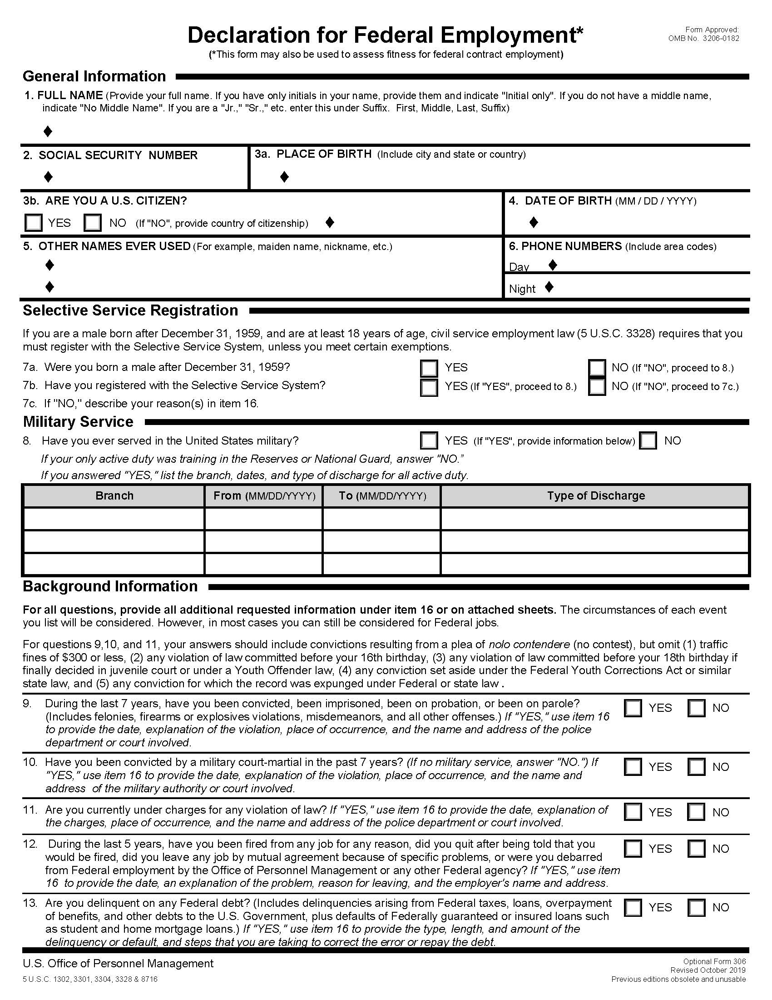 Declaration for Federal Employment*
Form Approved:
OMB No. 3206-0182
(*This form may also be used to assess fitness for federal contract employment)
General Information
1. FULL NAME (Provide your full name. If you have only initials in your name, provide them and indicate "Initial only". If you do not have a middle name,
indicate "No Middle Name". If you are a "Jr.," "Sr.," etc. enter this under Suffix. First, Middle, Last, Suffix)
♦
2. SOCIAL SECURITY NUMBER
♦
3a. PLACE OF BIRTH (Include city and state or country)
♦
3b. ARE YOU A U.S. CITIZEN?
YES NO (If "NO", provide country of citizenship) ♦
4. DATE OF BIRTH (MM / DD / YYYY)
♦
5. OTHER NAMES EVER USED (For example, maiden name, nickname, etc.)
♦
♦
6. PHONE NUMBERS (Include area codes)
Day ♦
Night ♦
Selective Service Registration
If you are a male born after December 31, 1959, and are at least 18 years of age, civil service employment law (5 U.S.C. 3328) requires that you
must register with the Selective Service System, unless you meet certain exemptions.
7a. Were you born a male after December 31, 1959? YES NO (If "NO", proceed to 8.)
7b. Have you registered with the Selective Service System? YES (If "YES", proceed to 8.) NO (If "NO", proceed to 7c.)
7c. If "NO," describe your reason(s) in item 16.
Military Service
8. Have you ever served in the United States military? YES (If "YES", provide information below) NO
If your only active duty was training in the Reserves or National Guard, answer "NO."
If you answered "YES," list the branch, dates, and type of discharge for all active duty.
Branch From (MM/DD/YYYY) To (MM/DD/YYYY) Type of Discharge
Background Information
For all questions, provide all additional requested information under item 16 or on attached sheets. The circumstances of each event
you list will be considered. However, in most cases you can still be considered for Federal jobs.
For questions 9,10, and 11, your answers should include convictions resulting from a plea of nolo contendere (no contest), but omit (1) traffic
fines of $300 or less, (2) any violation of law committed before your 16th birthday, (3) any violation of law committed before your 18th birthday if
finally decided in juvenile court or under a Youth Offender law, (4) any conviction set aside under the Federal Youth Corrections Act or similar
state law, and (5) any conviction for which the record was expunged under Federal or state law .
9. During the last 7 years, have you been convicted, been imprisoned, been on probation, or been on parole? YES NO
(Includes felonies, firearms or explosives violations, misdemeanors, and all other offenses.) If "YES," use item 16
to provide the date, explanation of the violation, place of occurrence, and the name and address of the police
department or court involved.
10. Have you been convicted by a military court-martial in the past 7 years? (If no military service, answer "NO.") If YES NO
"YES," use item 16 to provide the date, explanation of the violation, place of occurrence, and the name and
address of the military authority or court involved.
11. Are you currently under charges for any violation of law? If "YES," use item 16 to provide the date, explanation of YES NO
the charges, place of occurrence, and the name and address of the police department or court involved.
12. During the last 5 years, have you been fired from any job for any reason, did you quit after being told that you YES NO
would be fired, did you leave any job by mutual agreement because of specific problems, or were you debarred
from Federal employment by the Office of Personnel Management or any other Federal agency? If "YES," use item
16 to provide the date, an explanation of the problem, reason for leaving, and the employer's name and address.
13. Are you delinquent on any Federal debt? (Includes delinquencies arising from Federal taxes, loans, overpayment YES NO
of benefits, and other debts to the U.S. Government, plus defaults of Federally guaranteed or insured loans such
as student and home mortgage loans.) If "YES," use item 16 to provide the type, length, and amount of the
delinquency or default, and steps that you are taking to correct the error or repay the debt.
U.S. Office of Personnel Management
5 U.S.C. 1302, 3301, 3304, 3328 & 8716
Optional Form 306
Revised October 2019
Previous editions obsolete and unusable